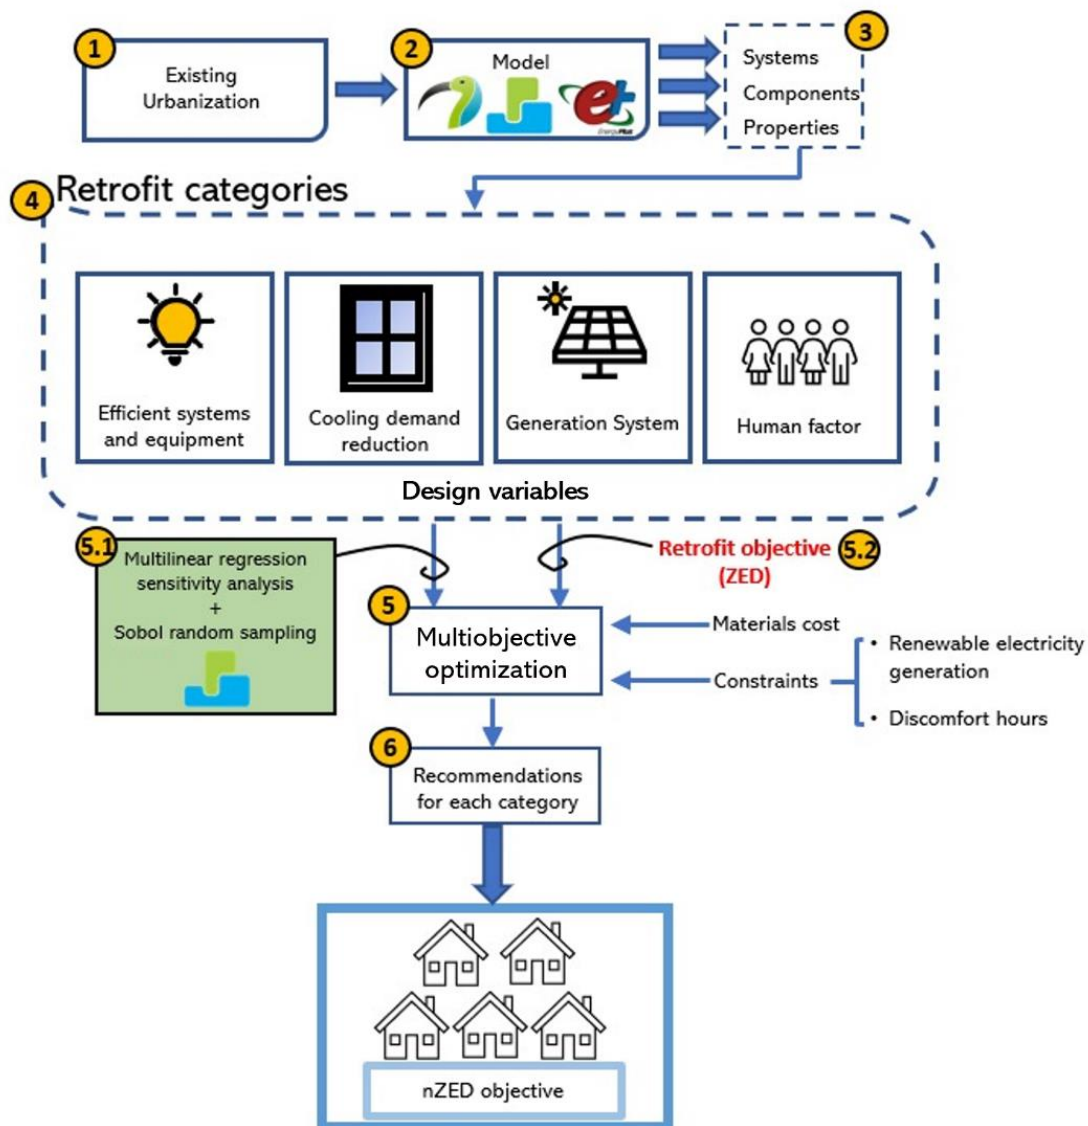 1
Existing
Urbanization
2
Model
e+
EnergyPlus
3
Systems
Components
Properties
4
Retrofit categories
Efficient systems
and equipment
Cooling demand
reduction
Generation System
Human factor
Design variables
5.1
Multilinear regression
sensitivity analysis
+
Sobol random sampling
Retrofit objective
(ZED)
5.2
5
Multiobjective
optimization
Materials cost
Constraints
• Renewable electricity
generation
• Discomfort hours
6
Recommendations
for each category
nZED objective